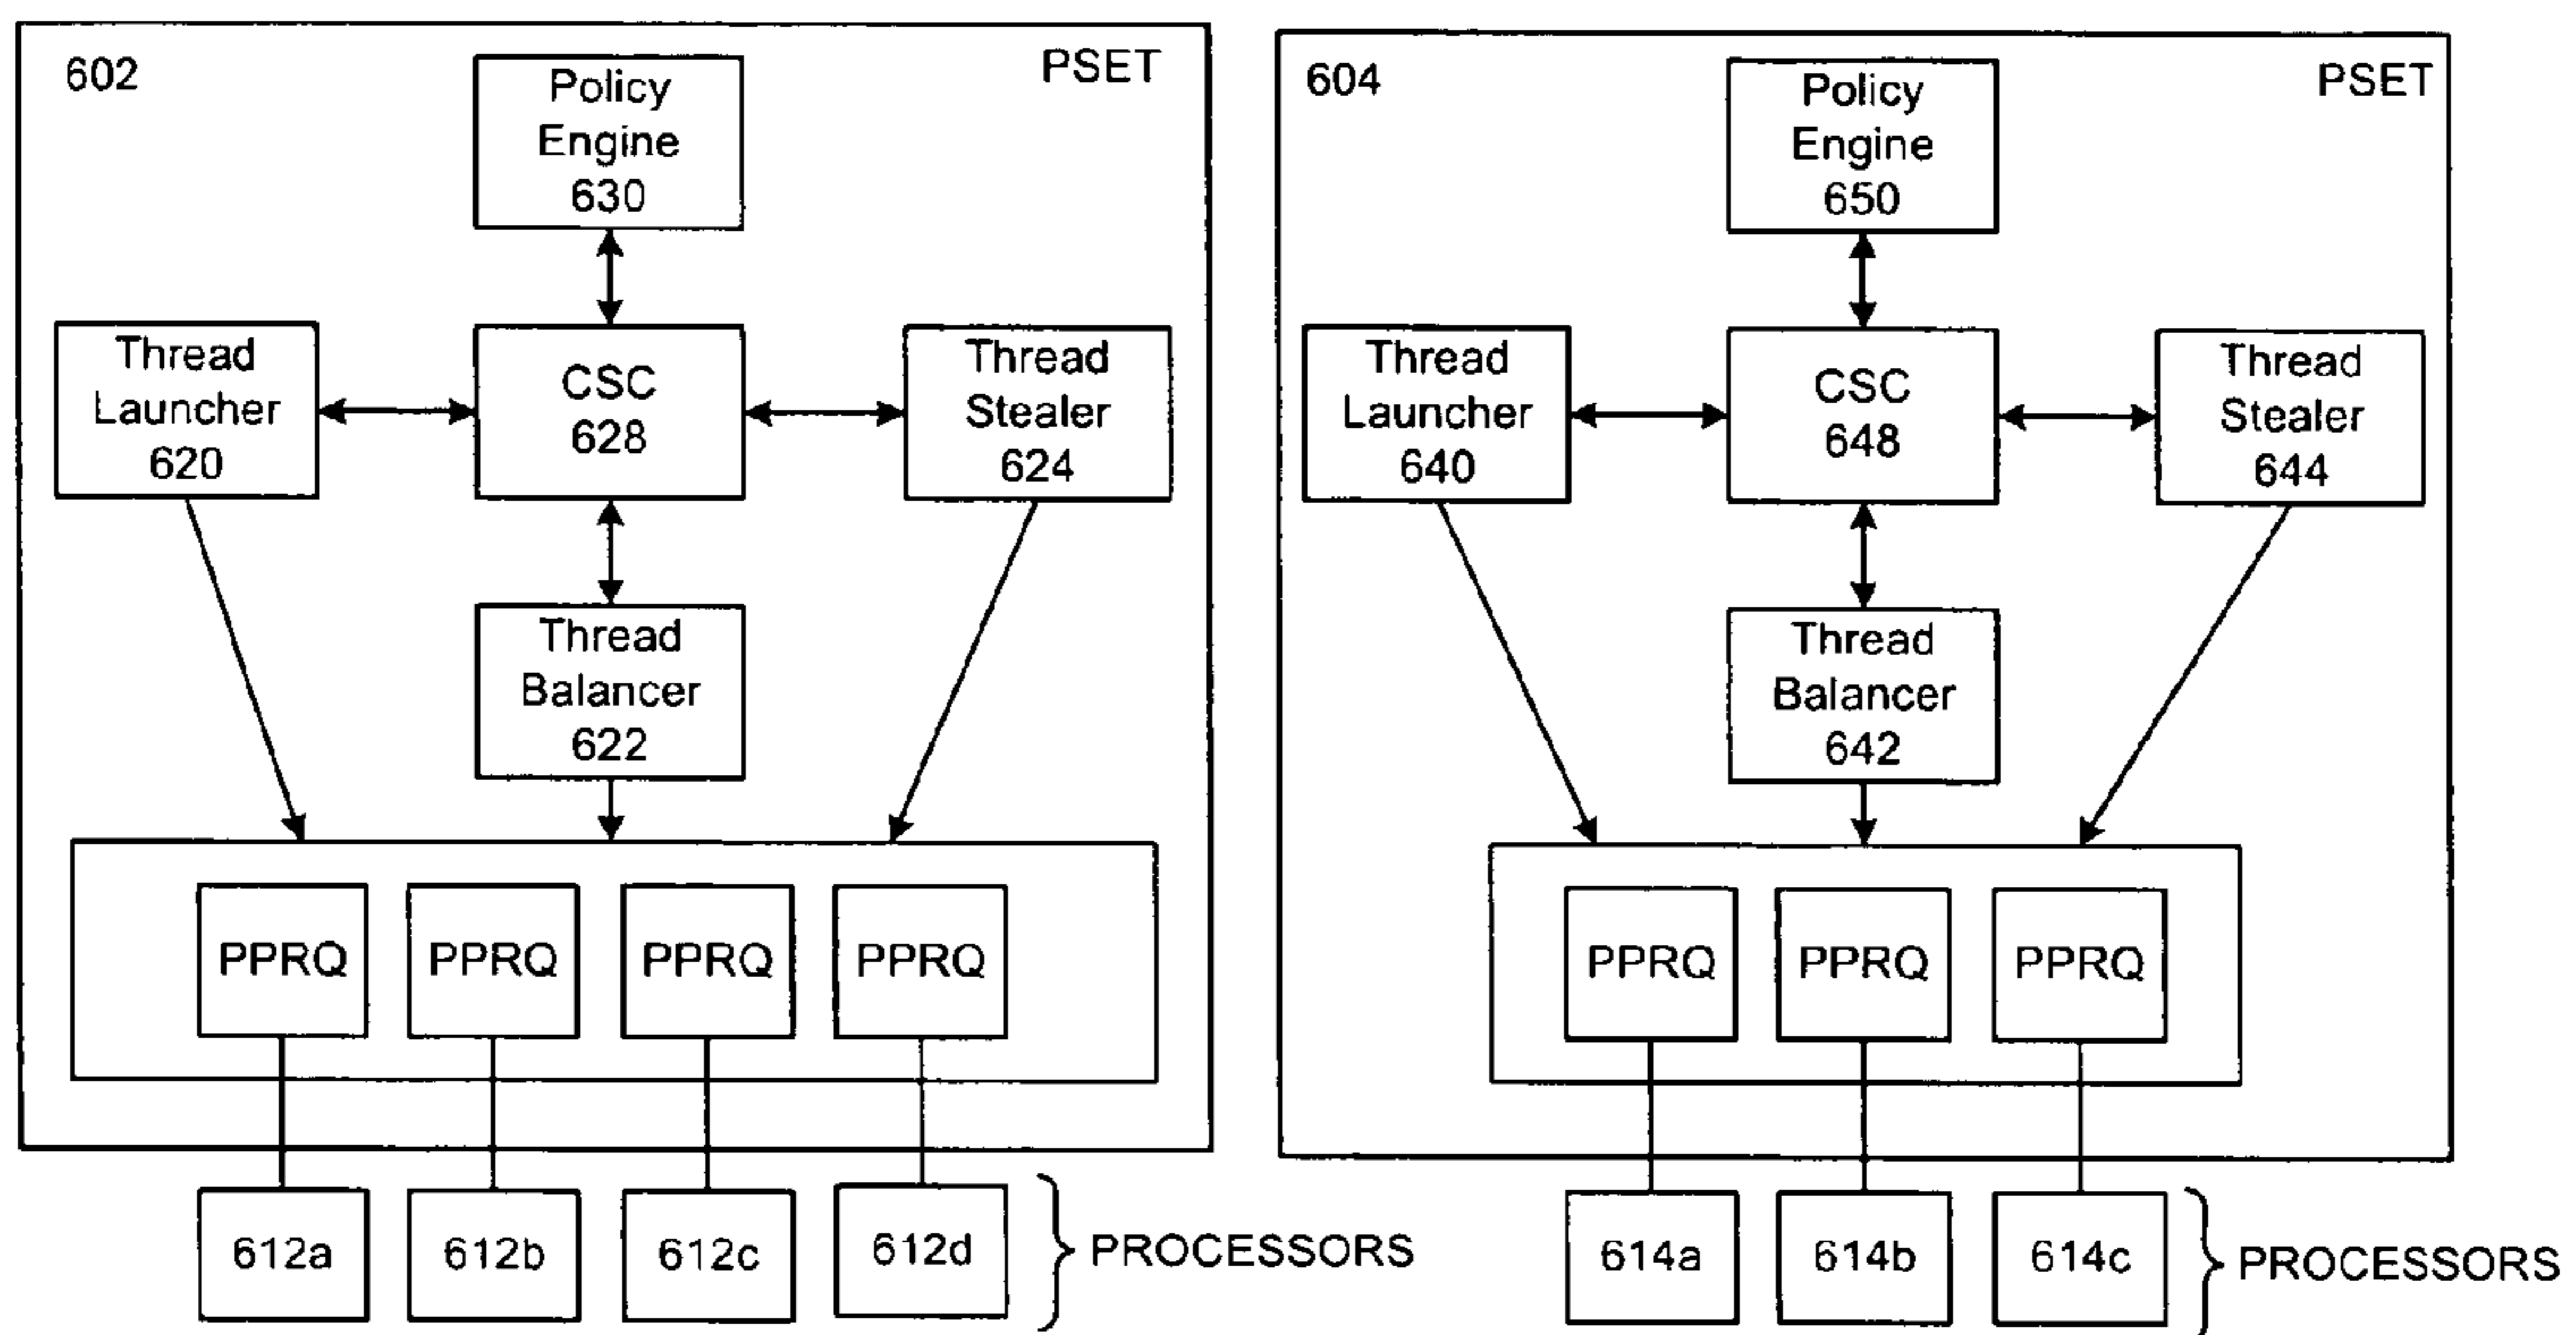 602
PSET
Policy
Engine
630
Thread
Launcher
620
CSC
628
Thread
Stealer
624
Thread
Balancer
622
PPRQ
PPRQ
PPRQ
PPRQ
612a
612b
612c
612d
PROCESSORS
604
PSET
Policy
Engine
650
Thread
Launcher
640
CSC
648
Thread
Stealer
644
Thread
Balancer
642
PPRQ
PPRQ
PPRQ
614a
614b
614c
PROCESSORS